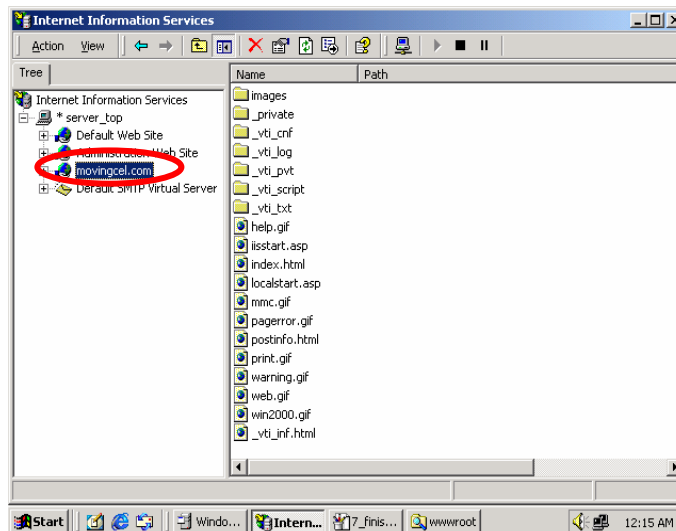 Internet Information Services
Action View
Tree
Name Path
Internet Information Services
* server_top
Default Web Site
Administration Web Site
movingcel.com
Default SMTP Virtual Server
images
_private
_vti_cnf
_vti_log
_vti_pvt
_vti_script
_vti_txt
help.gif
iisstart.asp
index.html
localstart.asp
mmc.gif
pagerror.gif
postinfo.html
print.gif
warning.gif
web.gif
win2000.gif
_vti_inf.html
Start Windo... Intern... 7_finis... wwwroot 12:15 AM